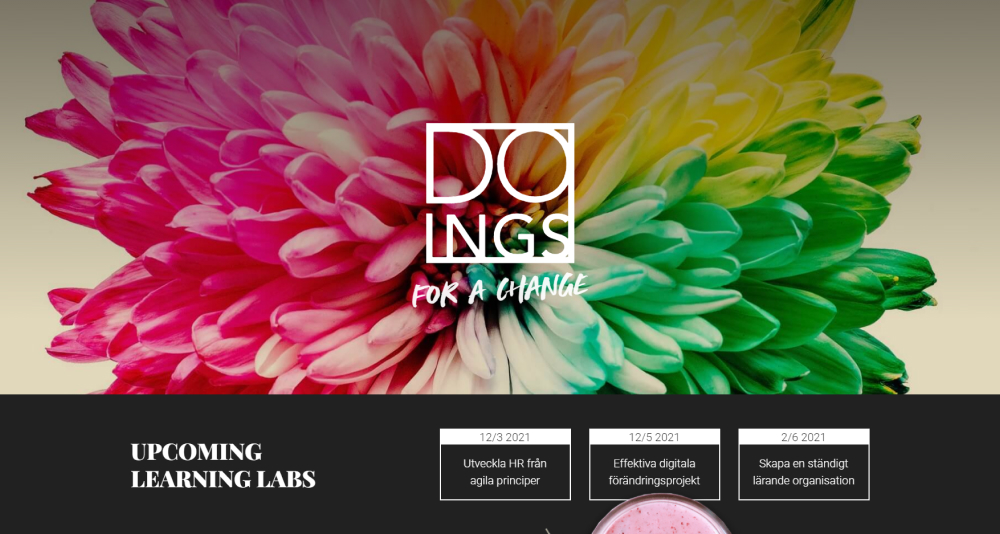 DO
INGS
FOR A CHANGE
UPCOMING
LEARNING LABS
12/3 2021
Utveckla HR från
agila principer
12/5 2021
Effektiva digitala
förändringsprojekt
2/6 2021
Skapa en ständigt
lärande organisation